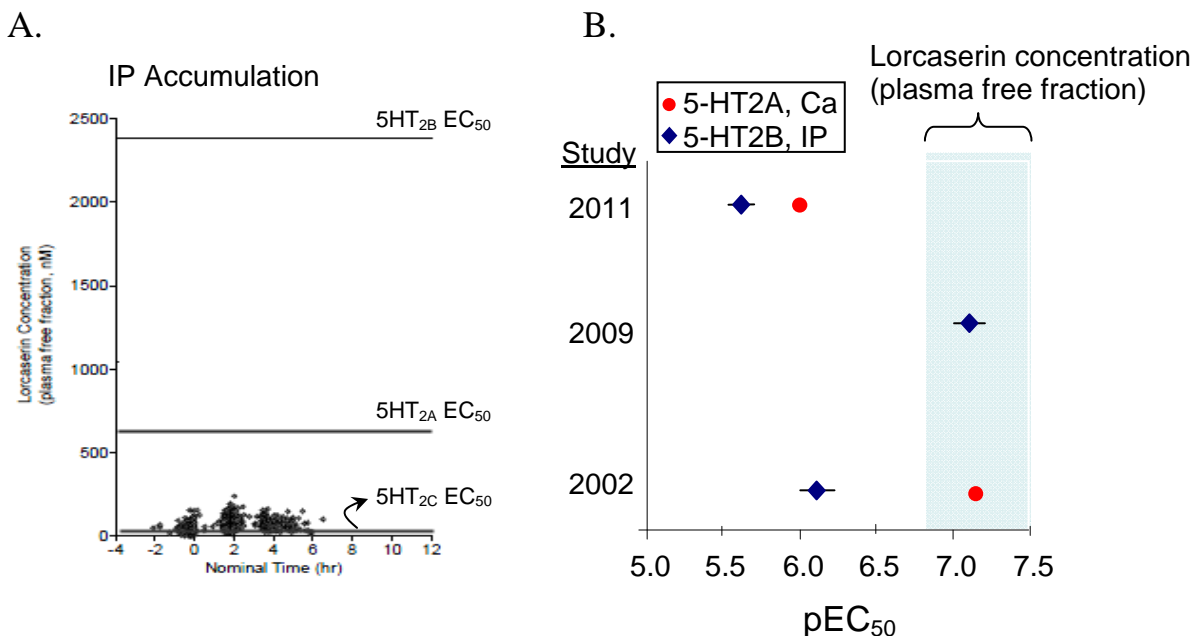 A.
IP Accumulation
2500
2000
1500
1000
500
0
Lorcaserin Concentration
(plasma free fraction, nM)
5HT2B EC50
5HT2A EC50
5HT2C EC50
-4 -2 0 2 4 6 8 10 12
Nominal Time (hr)
B.
Lorcaserin concentration
(plasma free fraction)
5-HT2A, Ca
5-HT2B, IP
Study
2011
2009
2002
5.0 5.5 6.0 6.5 7.0 7.5
pEC50